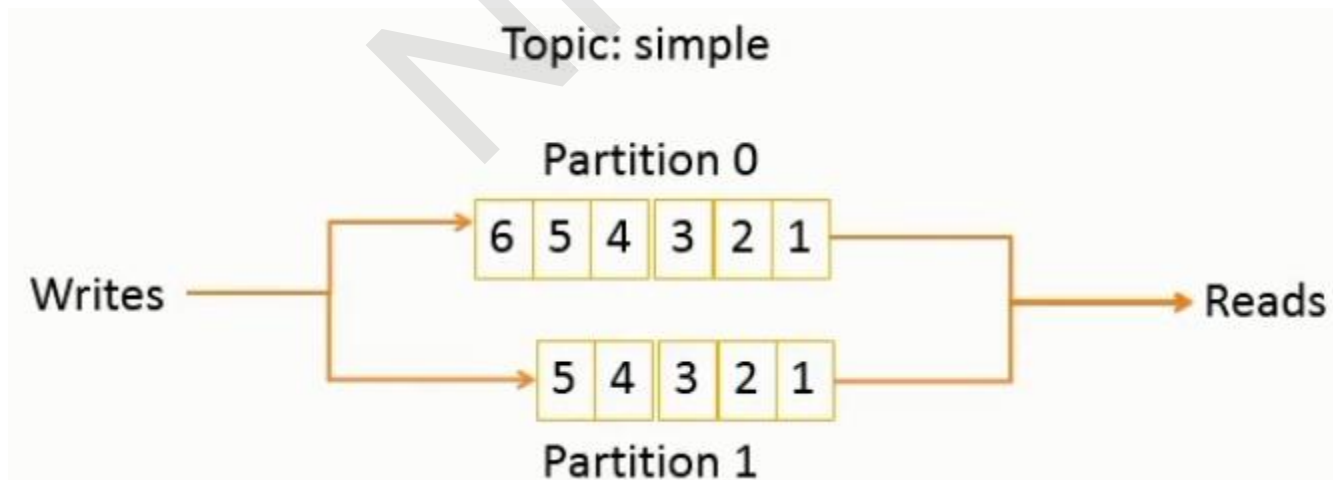 Topic: simple
Partition 0
6 5 4 3 2 1
Writes
Reads
5 4 3 2 1
Partition 1